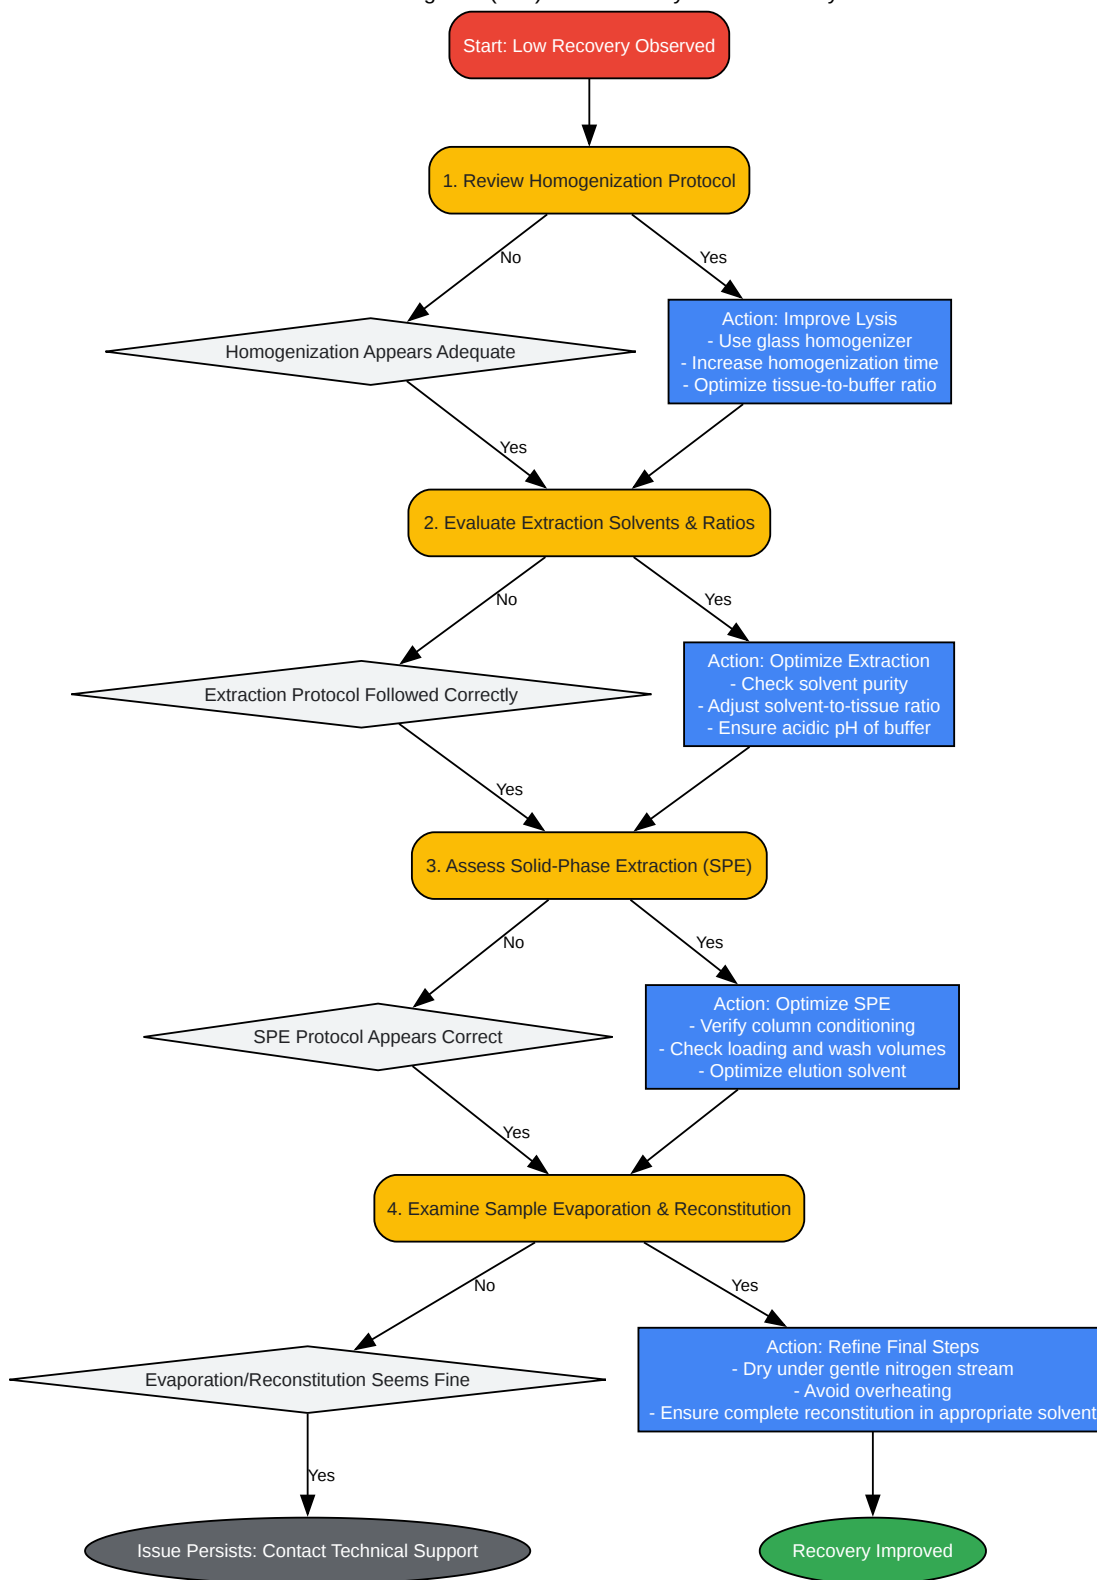 Start: Low Recovery Observed
1. Review Homogenization Protocol
No
Yes
Homogenization Appears Adequate
Action: Improve Lysis
- Use glass homogenizer
- Increase homogenization time
- Optimize tissue-to-buffer ratio
Yes
2. Evaluate Extraction Solvents & Ratios
No
Yes
Extraction Protocol Followed Correctly
Action: Optimize Extraction
- Check solvent purity
- Adjust solvent-to-tissue ratio
- Ensure acidic pH of buffer
Yes
3. Assess Solid-Phase Extraction (SPE)
No
Yes
SPE Protocol Appears Correct
Action: Optimize SPE
- Verify column conditioning
- Check loading and wash volumes
- Optimize elution solvent
Yes
4. Examine Sample Evaporation & Reconstitution
No
Yes
Evaporation/Reconstitution Seems Fine
Action: Refine Final Steps
- Dry under gentle nitrogen stream
- Avoid overheating
- Ensure complete reconstitution in appropriate solvent
Yes
Issue Persists: Contact Technical Support
Recovery Improved